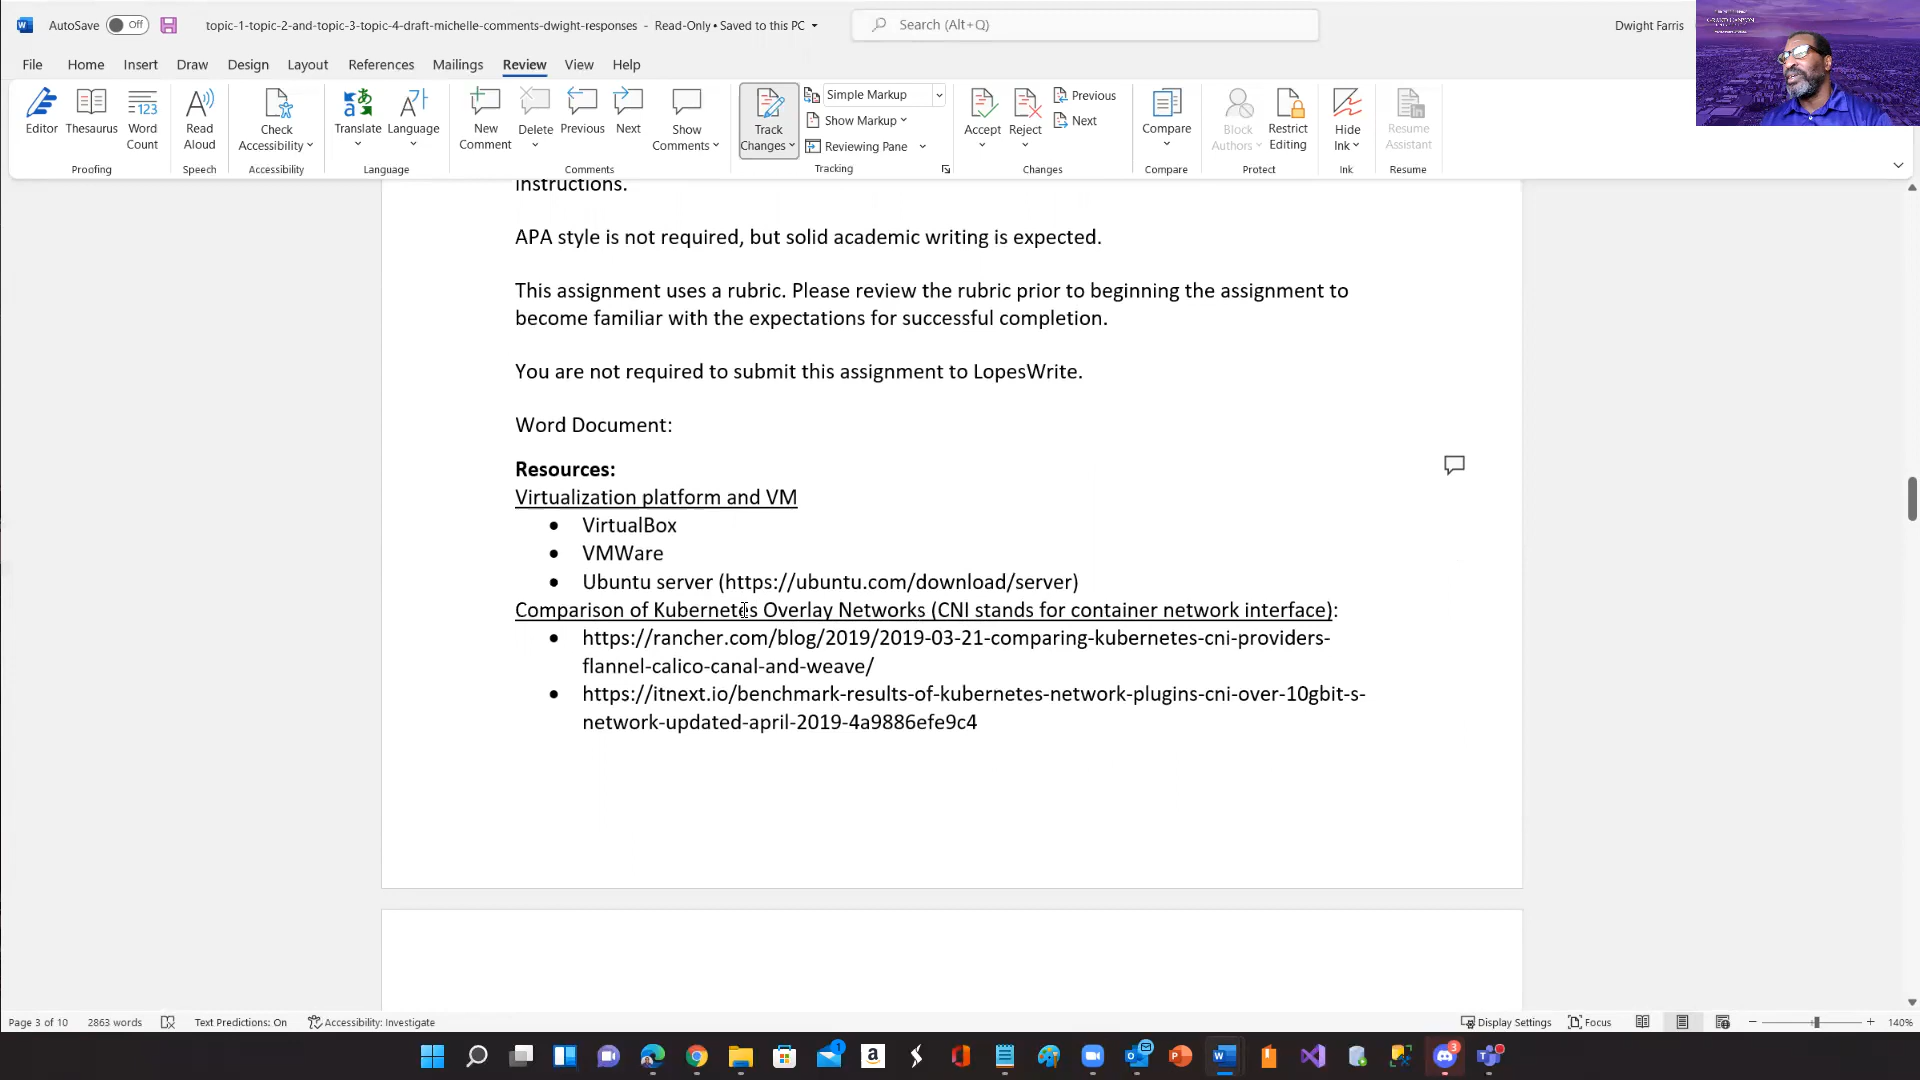 AutoSave Off topic-1-topic-2-and-topic-3-topic-4-draft-michelle-comments-dwight-responses - Read-Only • Saved to this PC Search (Alt+Q) Dwight Farris
File Home Insert Draw Design Layout References Mailings Review View Help
Editor Thesaurus Word Count
Proofing
Read Aloud
Speech
Check Accessibility
Accessibility
Translate Language
Language
New Comment Delete Previous Next Show Comments
Comments
Track Changes
Simple Markup
Show Markup
Reviewing Pane
Tracking
Accept Reject
Previous
Next
Changes
Compare
Compare
Block Authors Restrict Editing
Protect
Hide Ink
Ink
Resume Assistant
Resume
instructions.
APA style is not required, but solid academic writing is expected.
This assignment uses a rubric. Please review the rubric prior to beginning the assignment to
become familiar with the expectations for successful completion.
You are not required to submit this assignment to LopesWrite.
Word Document:
Resources:
Virtualization platform and VM
• VirtualBox
• VMWare
• Ubuntu server (https://ubuntu.com/download/server)
Comparison of Kubernetes Overlay Networks (CNI stands for container network interface):
• https://rancher.com/blog/2019/2019-03-21-comparing-kubernetes-cni-providers-
flannel-calico-canal-and-weave/
• https://itnext.io/benchmark-results-of-kubernetes-network-plugins-cni-over-10gbit-s-
network-updated-april-2019-4a9886efe9c4
Page 3 of 10 2863 words Text Predictions: On Accessibility: Investigate Display Settings Focus 140%